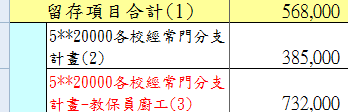 留存項目合計(1) 568,000
5**20000各校經常門分支
計畫(2) 385,000
5**20000各校經常門分支
計畫-教保員廚工(3) 732,000